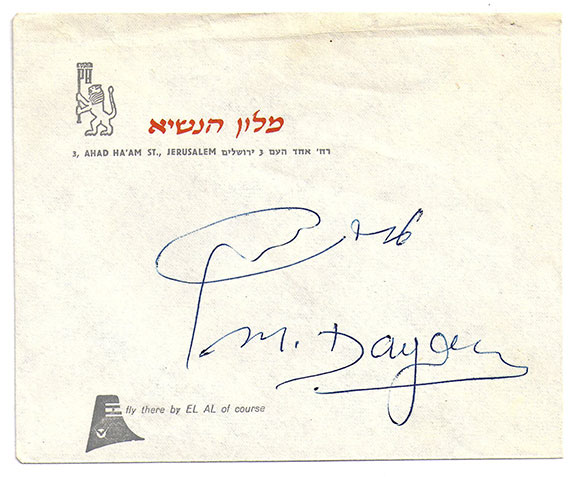 מלון הנשיא
3, AHAD HA'AM ST., JERUSALEM רח' אחד העם 3 ירושלים
M. Dayan
fly there by EL AL of course